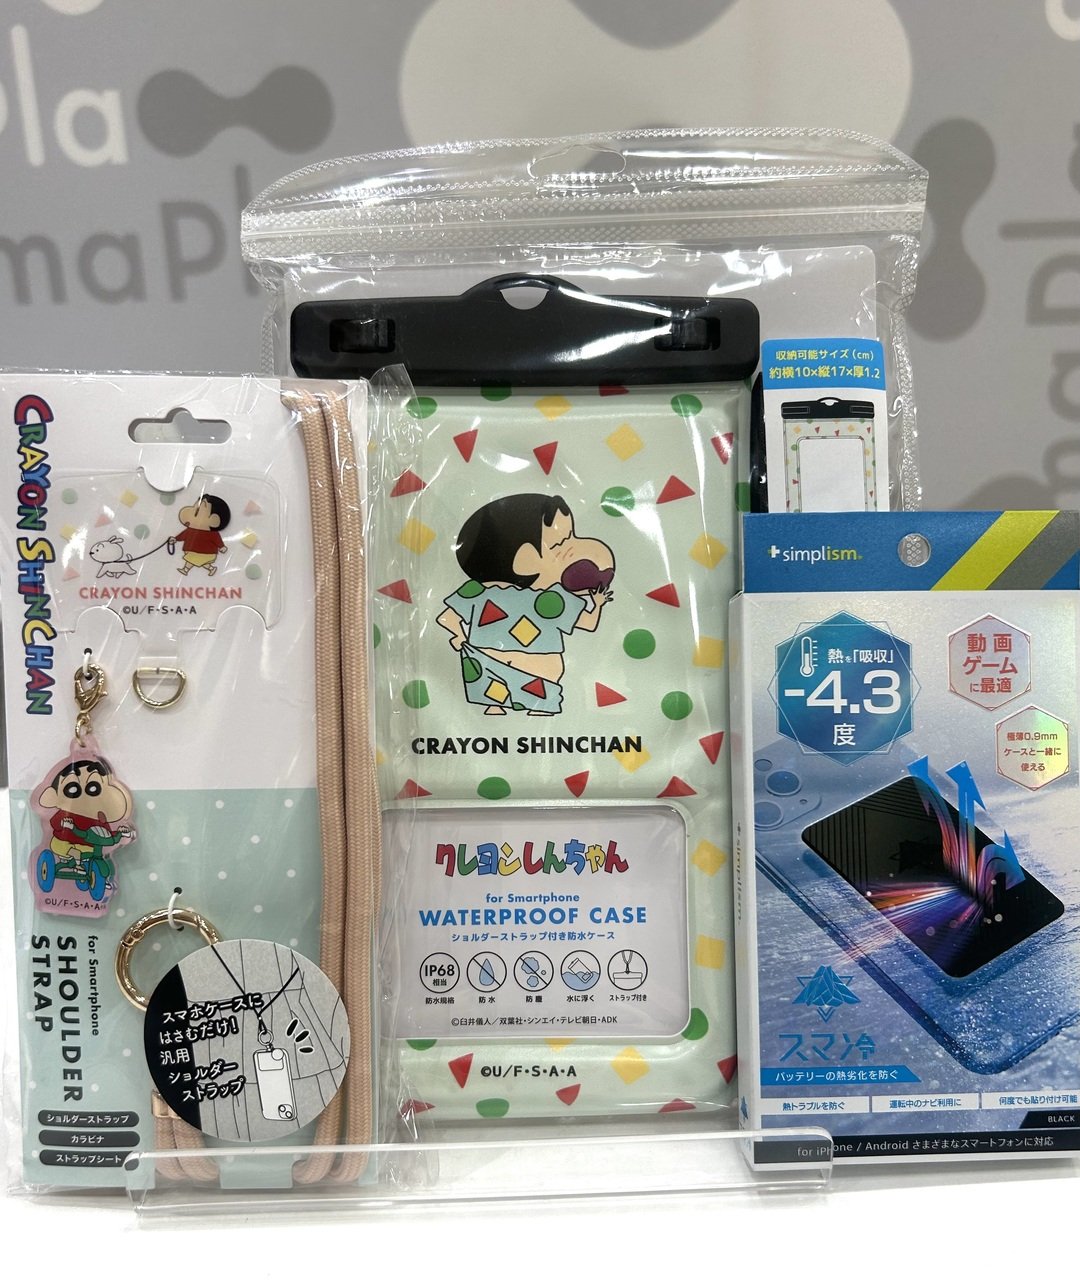 Pla
maPl
maPla
CRAYON SHINCHAN
CRAYON SHINCHAN
©U/F・S・A・A
©U/F・S・A・A
for Smartphone
SHOULDER
STRAP
ショルダーストラップ
カラビナ
ストラップシート
スマホケースに
はさむだけ!
汎用
ショルダー
ストラップ
収納可能サイズ(cm)
約横10×縦17×厚1.2
CRAYON SHINCHAN
クレヨンしんちゃん
for Smartphone
WATERPROOF CASE
ショルダーストラップ付き防水ケース
IP68
相当
防水規格
防水
防塵
水に浮く
ストラップ付き
©臼井儀人/双葉社・シンエイ・テレビ朝日・ADK
©U/F・S・A・A
simplism
simplism
熱を「吸収」
-4.3
度
動画
ゲーム
に最適
極薄0.9mm
ケースと一緒に
使える
スマ冷
バッテリーの熱劣化を防ぐ
熱トラブルを防ぐ
運転中のナビ利用に
何度でも貼り付け可能
BLACK
for iPhone / Android さまざまなスマートフォンに対応